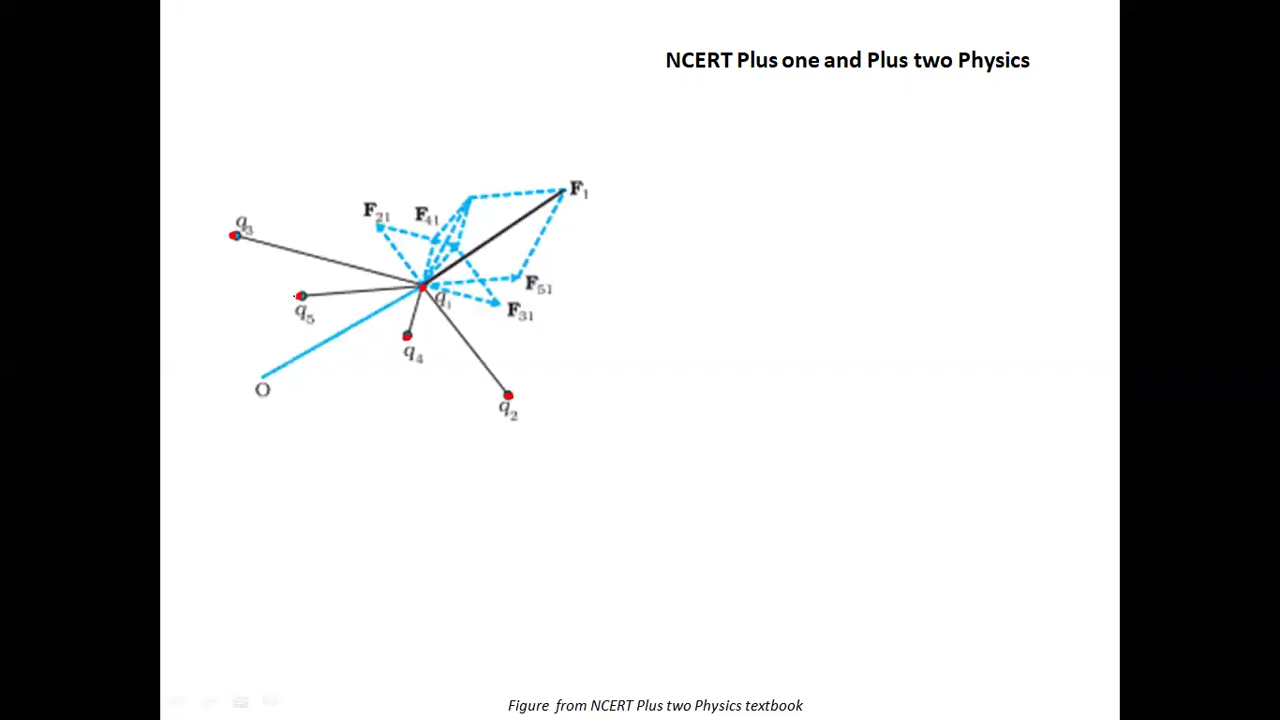 NCERT Plus one and Plus two Physics
F₁
F₂₁
F₄₁
q₃
F₅₁
q₁
q₅
F₃₁
q₄
O
q₂
Figure from NCERT Plus two Physics textbook